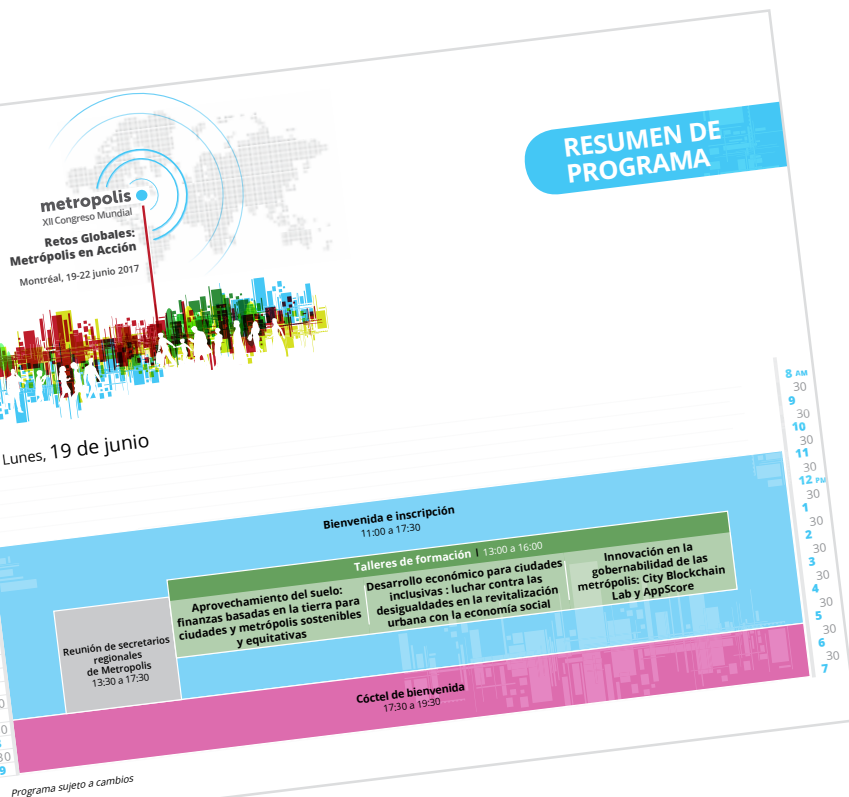 RESUMEN DE
PROGRAMA
metropolis
XII Congreso Mundial
Retos Globales:
Metrópolis en Acción
Montréal, 19-22 junio 2017
Lunes, 19 de junio
8 AM
30
9
30
10
30
11
30
12 PM
30
1
30
2
30
3
30
4
30
5
30
6
30
7
Bienvenida e inscripción
11:00 a 17:30
Talleres de formación | 13:00 a 16:00
Aprovechamiento del suelo:
finanzas basadas en la tierra para
ciudades y metrópolis sostenibles
y equitativas
Desarrollo económico para ciudades
inclusivas : luchar contra las
desigualdades en la revitalización
urbana con la economía social
Innovación en la
gobernabilidad de las
metrópolis: City Blockchain
Lab y AppScore
Reunión de secretarios
regionales
de Metropolis
13:30 a 17:30
Cóctel de bienvenida
17:30 a 19:30
30
9
Programa sujeto a cambios